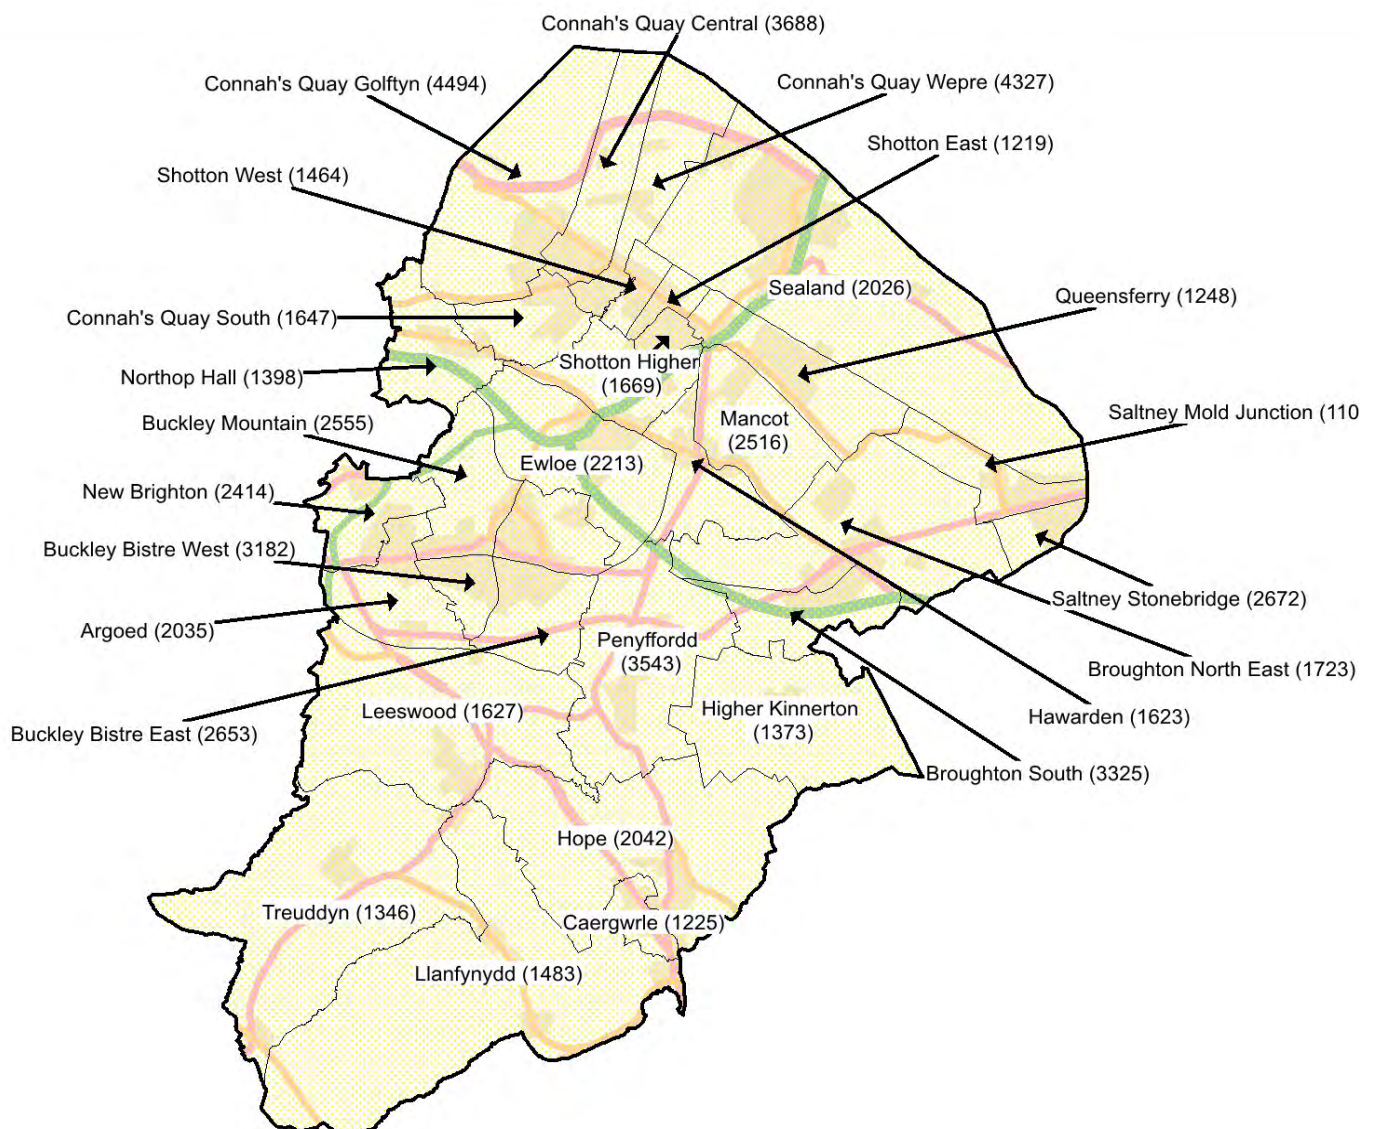 Connah's Quay Central (3688)
Connah's Quay Golftyn (4494)
Connah's Quay Wepre (4327)
Shotton East (1219)
Shotton West (1464)
Sealand (2026)
Queensferry (1248)
Connah's Quay South (1647)
Shotton Higher
(1669)
Northop Hall (1398)
Saltney Mold Junction (110
Buckley Mountain (2555)
Mancot
(2516)
Ewloe (2213)
New Brighton (2414)
Buckley Bistre West (3182)
Saltney Stonebridge (2672)
Argoed (2035)
Penyffordd
(3543)
Broughton North East (1723)
Leeswood (1627)
Higher Kinnerton
(1373)
Hawarden (1623)
Buckley Bistre East (2653)
Broughton South (3325)
Hope (2042)
Treuddyn (1346)
Caergwrle (1225)
Llanfynydd (1483)